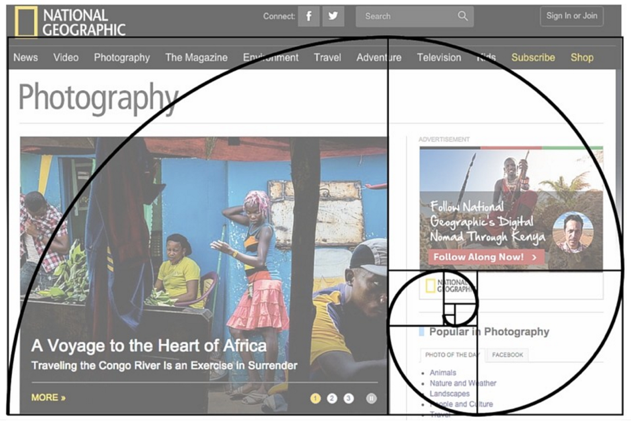 NATIONAL
GEOGRAPHIC
Connect:
f
Search
Sign In or Join
News Video Photography The Magazine Environment Travel Adventure Television Kids Subscribe Shop
Photography
ADVERTISEMENT
Follow National
Geographic's Digital
Nomad Through Kenya
Follow Along Now! >
NATIONAL
GEOGRAPHIC
A Voyage to the Heart of Africa
Traveling the Congo River Is an Exercise in Surrender
MORE »
1 2 3
Popular in Photography
PHOTO OF THE DAY FACEBOOK
Animals
Nature and Weather
Landscapes
People and Culture
Travel